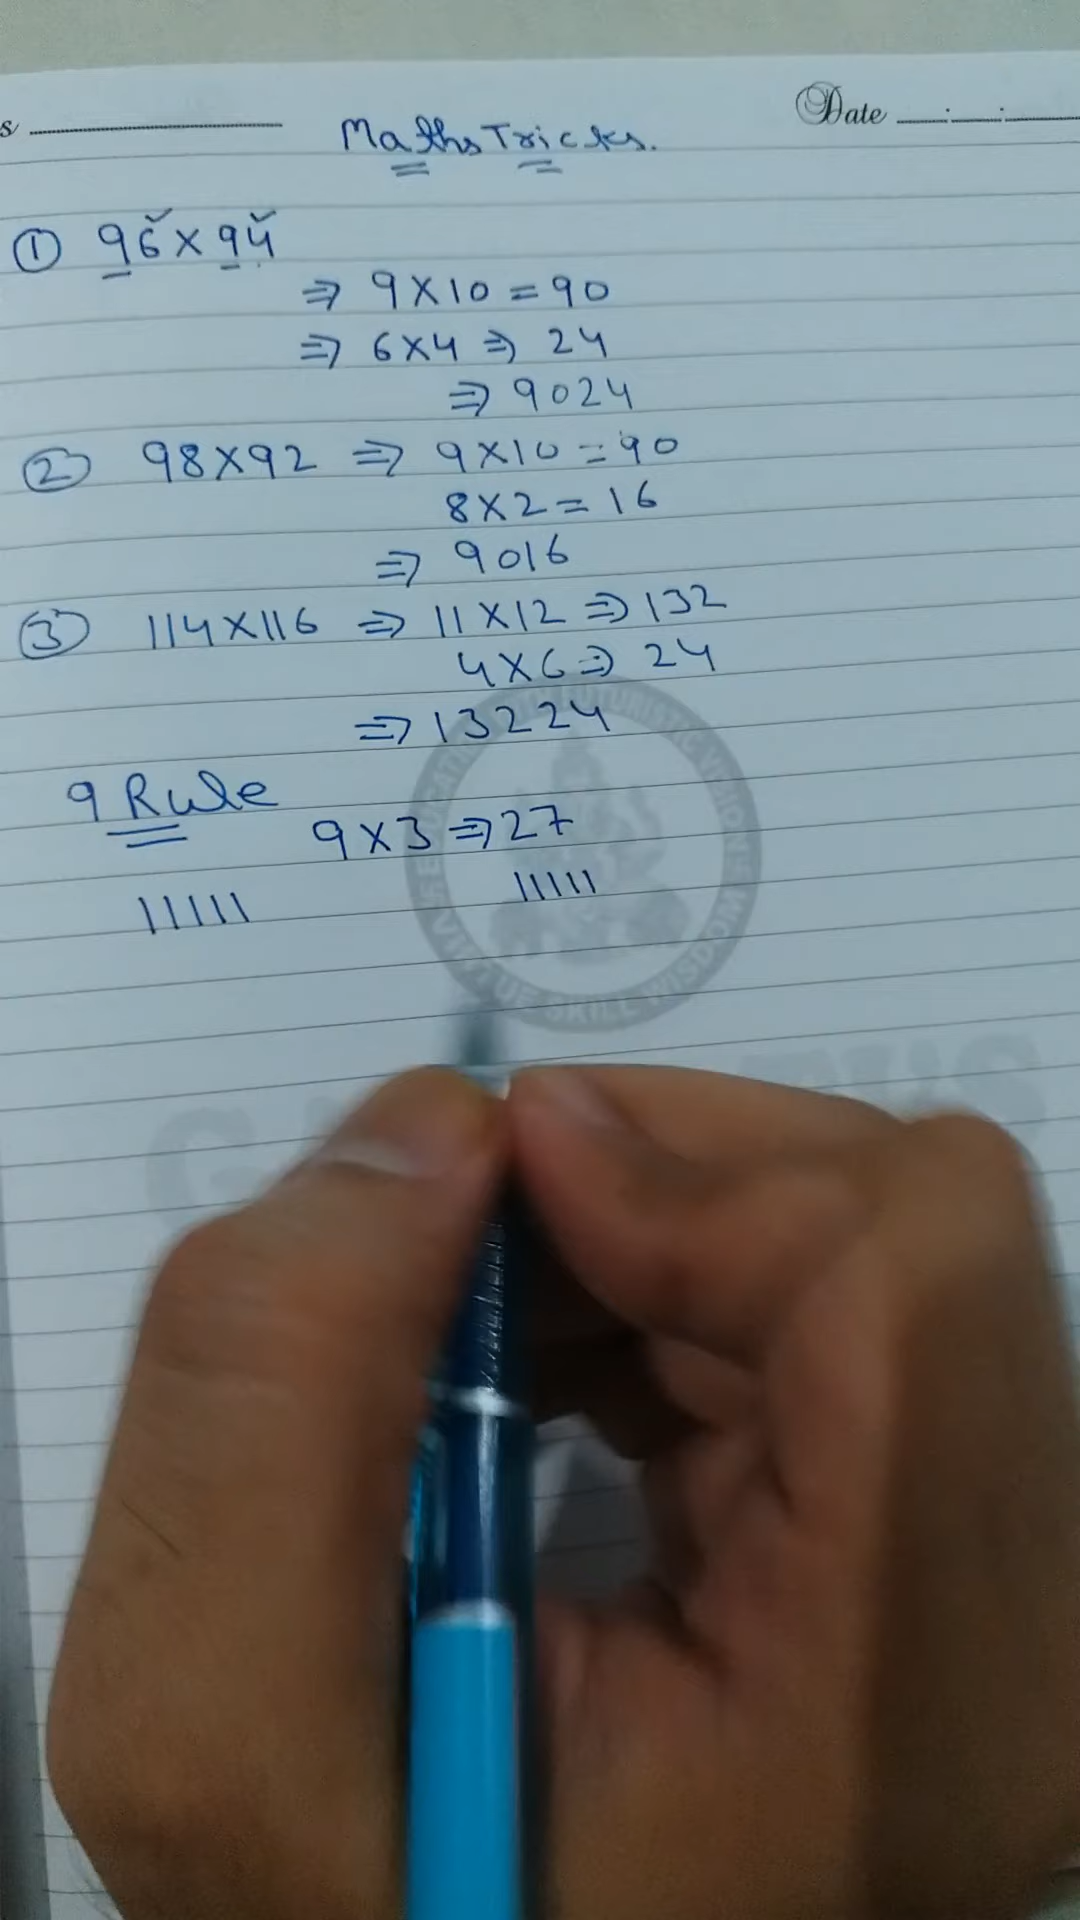 s
Date
Maths Tricks.
① 96 × 94
⇒ 9×10 = 90
⇒ 6×4 ⇒ 24
⇒ 9024
② 98×92 ⇒ 9×10 = 90
8×2 = 16
⇒ 9016
③ 114×116 ⇒ 11×12 ⇒ 132
4×6 ⇒ 24
⇒ 13224
9 Rule
9×3 ⇒ 27
||||| |||||